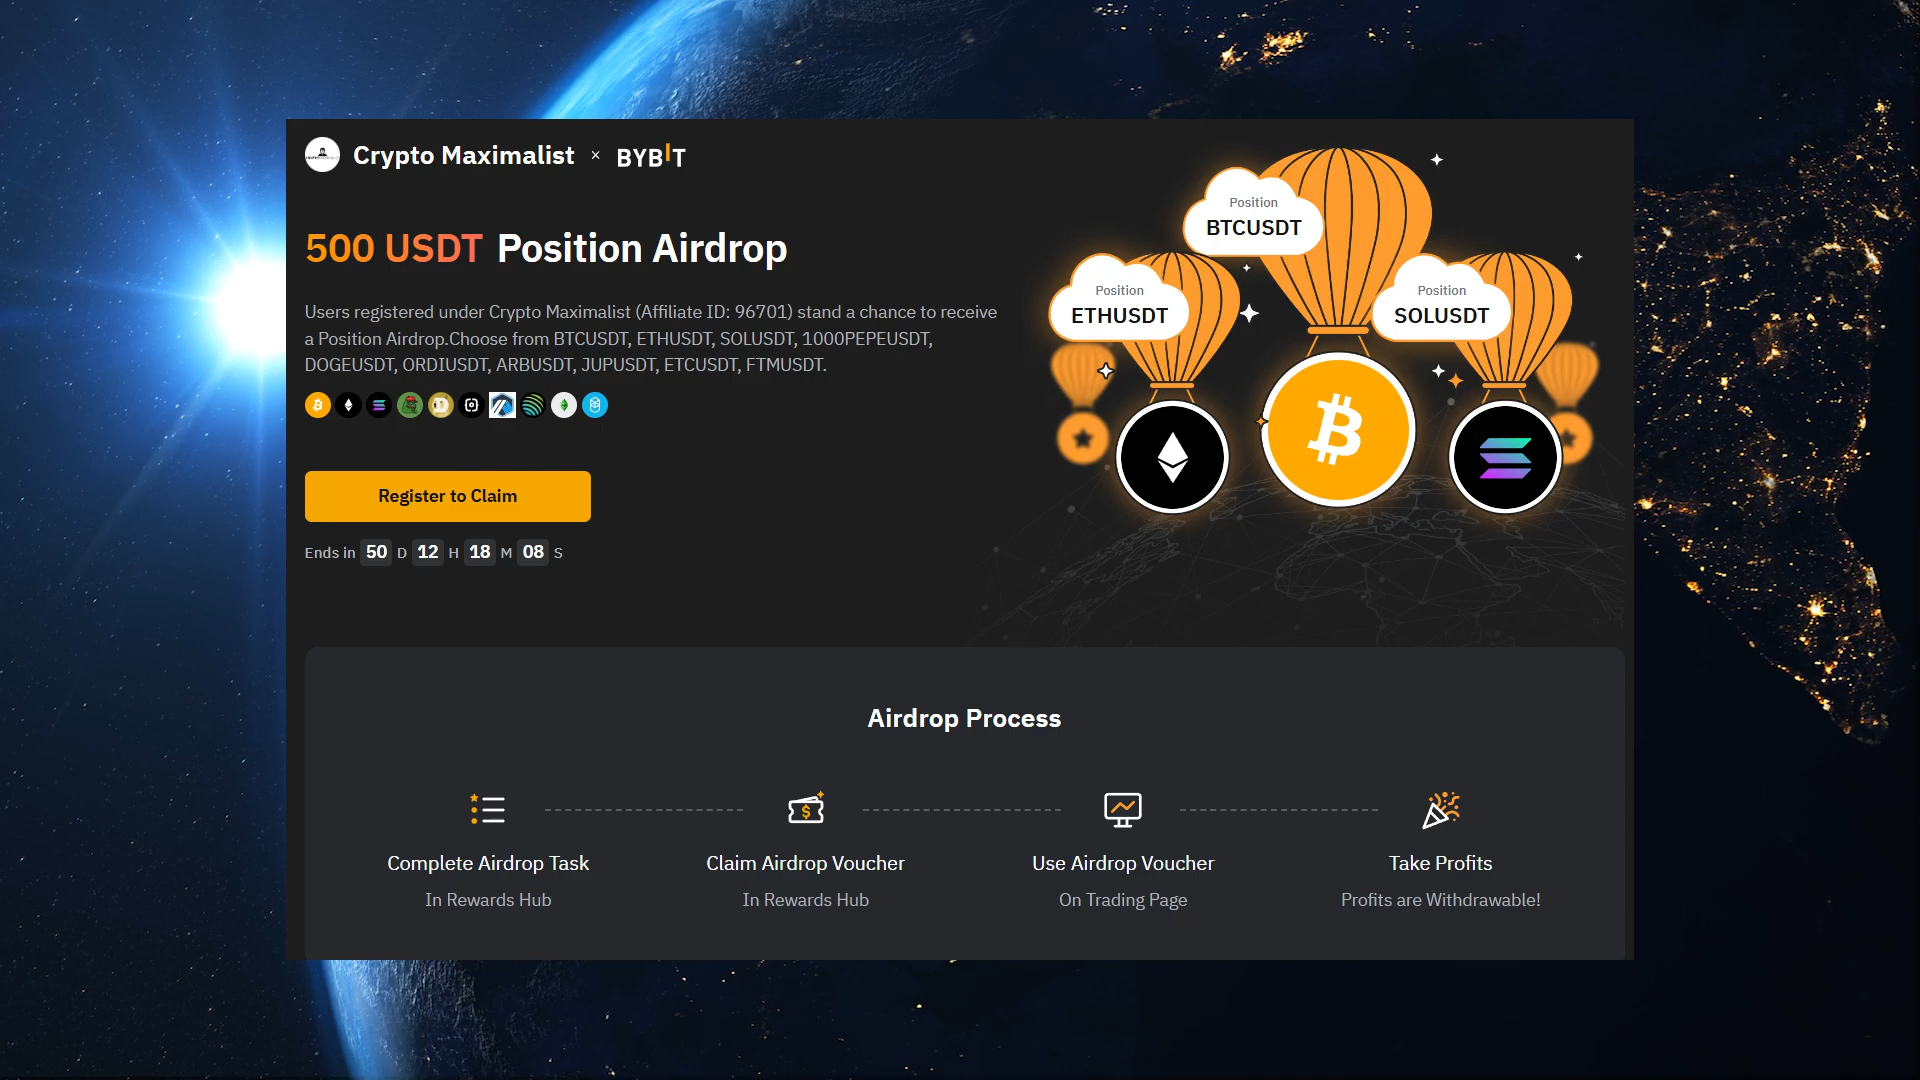 Crypto Maximalist × BYBIT
500 USDT Position Airdrop
Users registered under Crypto Maximalist (Affiliate ID: 96701) stand a chance to receive
a Position Airdrop.Choose from BTCUSDT, ETHUSDT, SOLUSDT, 1000PEPEUSDT,
DOGEUSDT, ORDIUSDT, ARBUSDT, JUPUSDT, ETCUSDT, FTMUSDT.
Register to Claim
Ends in 50 D 12 H 18 M 08 S
Position
BTCUSDT
Position
ETHUSDT
Position
SOLUSDT
Airdrop Process
Complete Airdrop Task
In Rewards Hub
Claim Airdrop Voucher
In Rewards Hub
Use Airdrop Voucher
On Trading Page
Take Profits
Profits are Withdrawable!